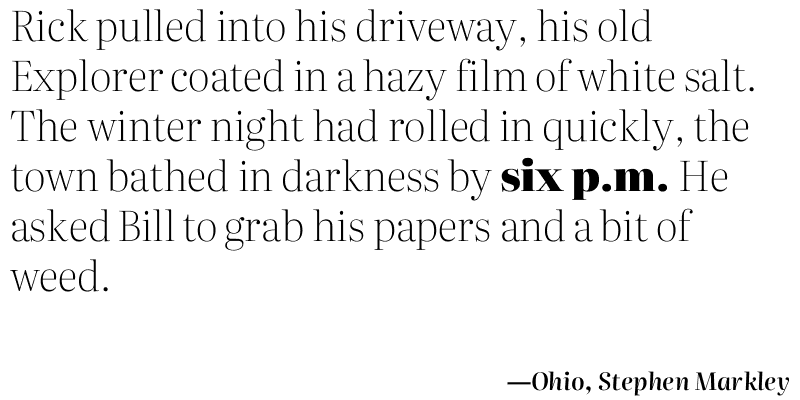 Rick pulled into his driveway, his old
Explorer coated in a hazy film of white salt.
The winter night had rolled in quickly, the
town bathed in darkness by six p.m. He
asked Bill to grab his papers and a bit of
weed.
—Ohio, Stephen Markley